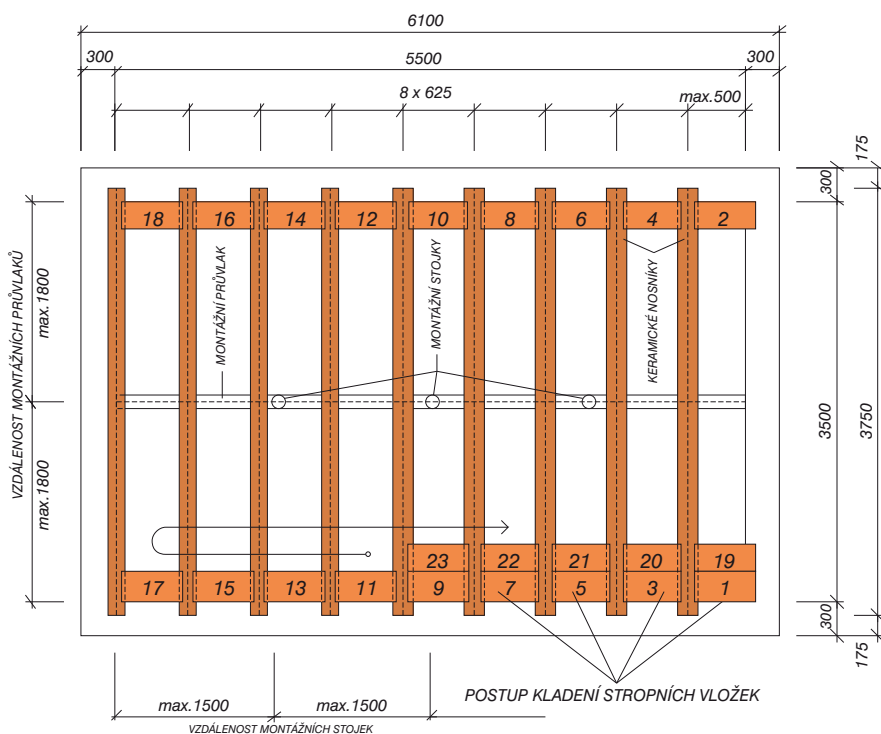 6100
300
5500
300
8 x 625
max.500
175
300
18
16
14
12
10
8
6
4
2
VZDÁLENOST MONTÁŽNÍCH PRŮVLAKŮ
max.1800
MONTÁŽNÍ PRŮVLAK
MONTÁŽNÍ STOJKY
KERAMICKÉ NOSNÍKY
3500
3750
max.1800
23
22
21
20
19
17
15
13
11
9
7
5
3
1
300
175
max.1500
max.1500
POSTUP KLADENÍ STROPNÍCH VLOŽEK
VZDÁLENOST MONTÁŽNÍCH STOJEK